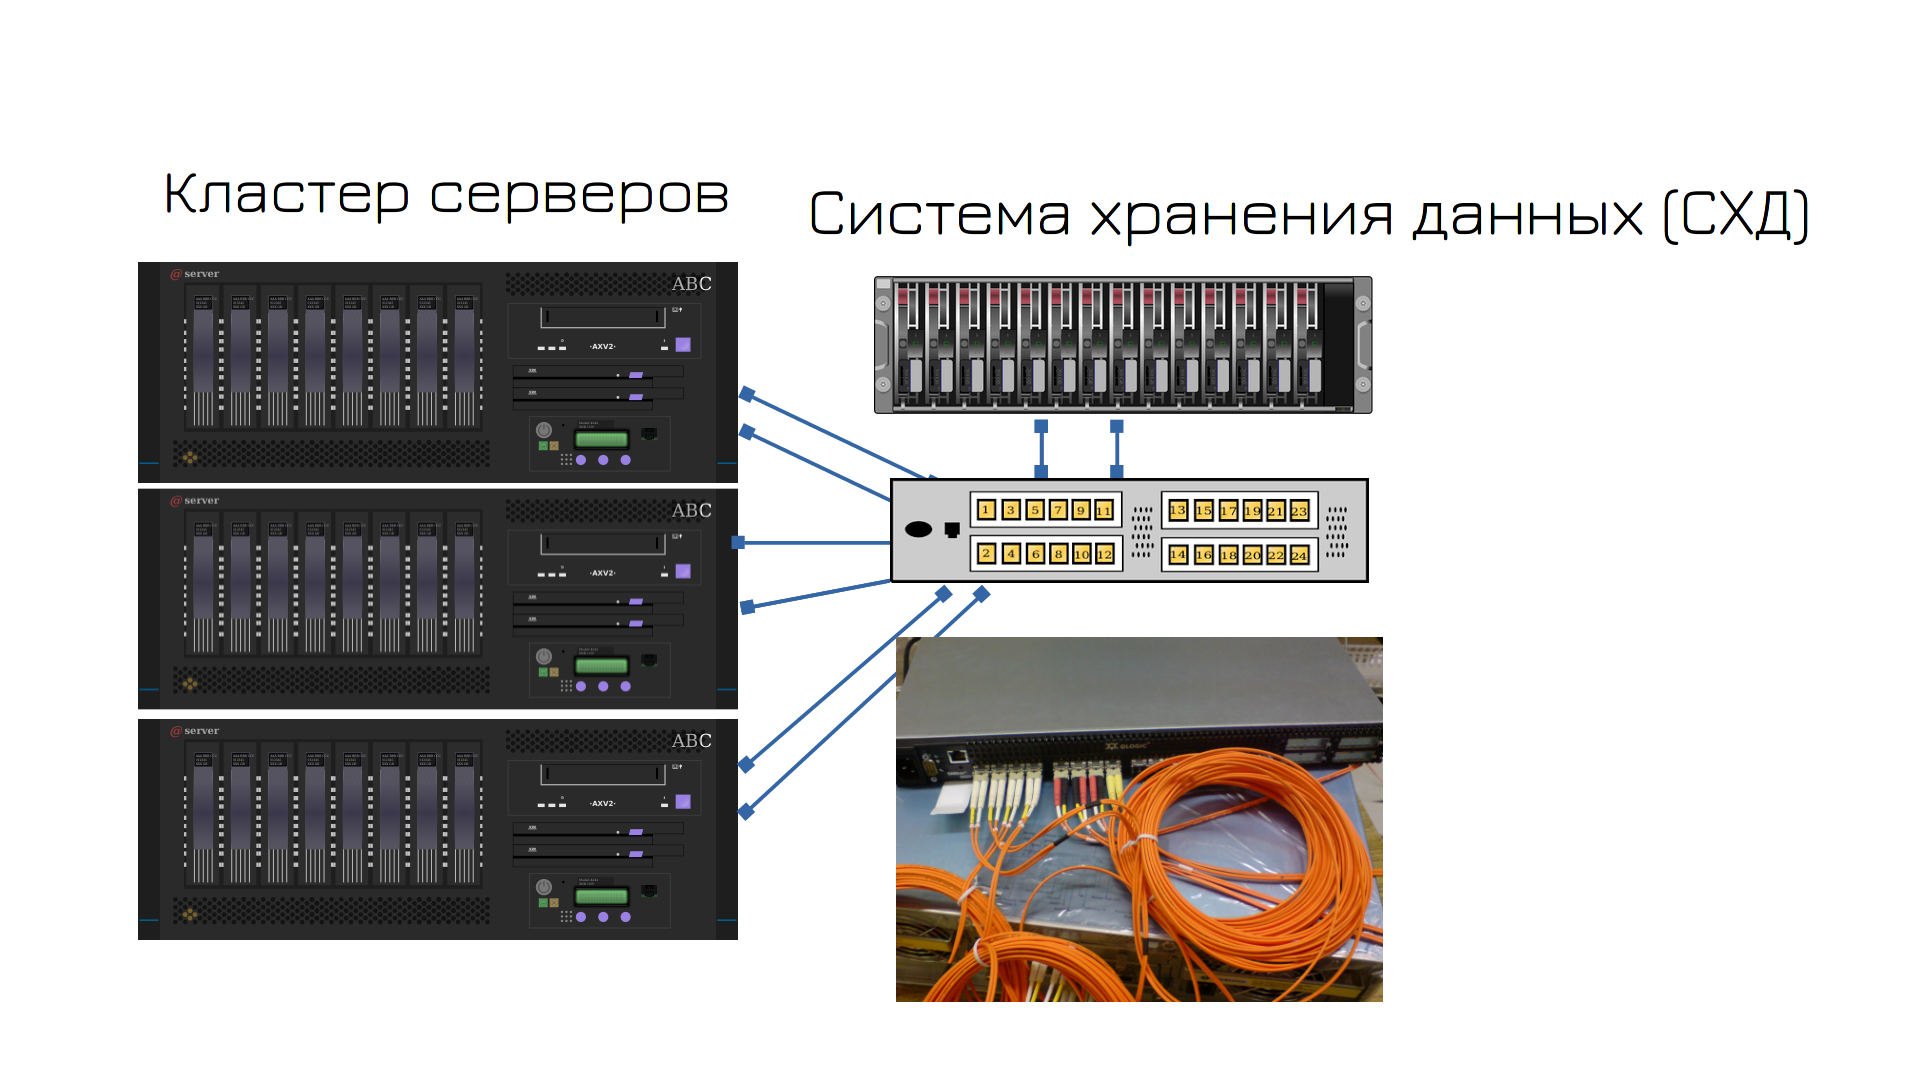 Кластер серверов
Система хранения данных (СХД)
@ server
ABC
·AXV2·
@ server
ABC
·AXV2·
@ server
ABC
·AXV2·
1 3 5 7 9 11
13 15 17 19 21 23
2 4 6 8 10 12
14 16 18 20 22 24
QLOGIC